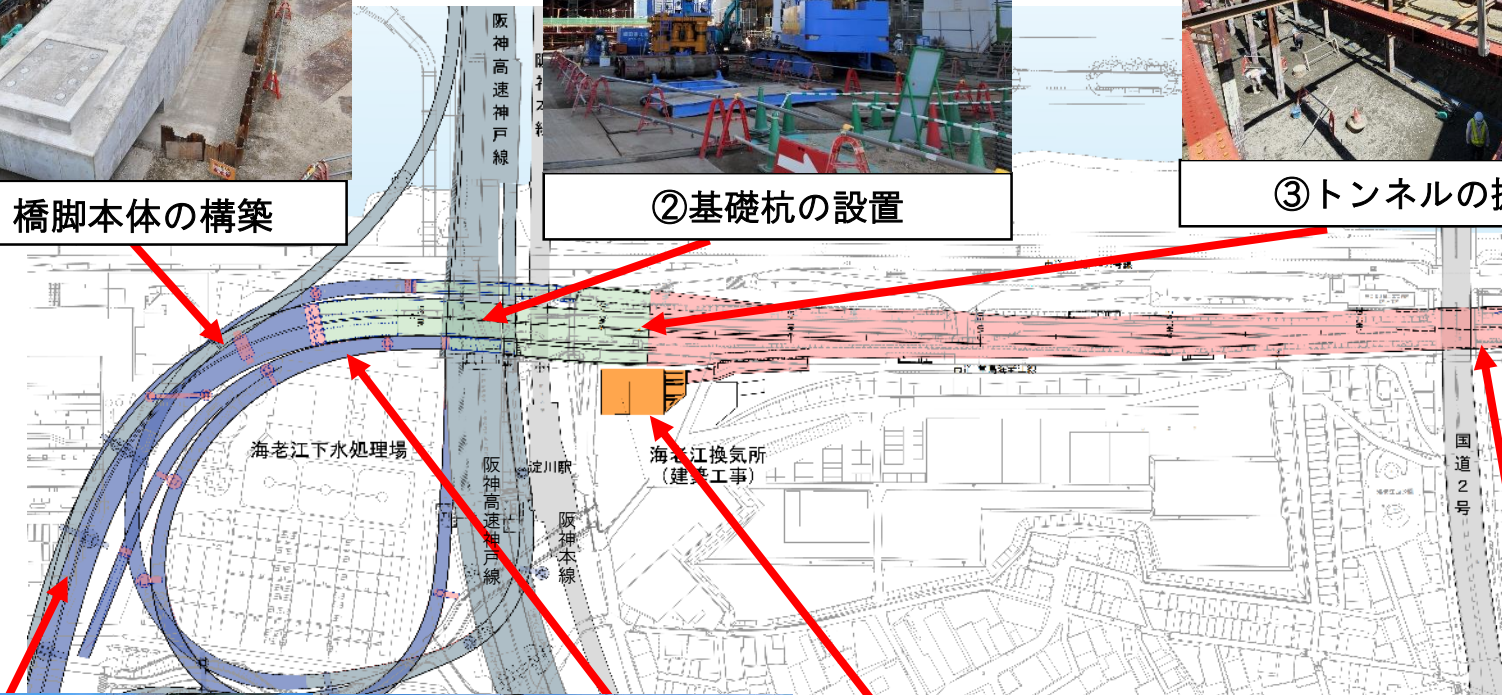 阪神高速神戸線
橋脚本体の構築
②基礎杭の設置
③トンネルの
海老江下水処理場
阪神高速神戸線
淀川駅
阪神本線
海老江換気所
（建築工事）
国道2号